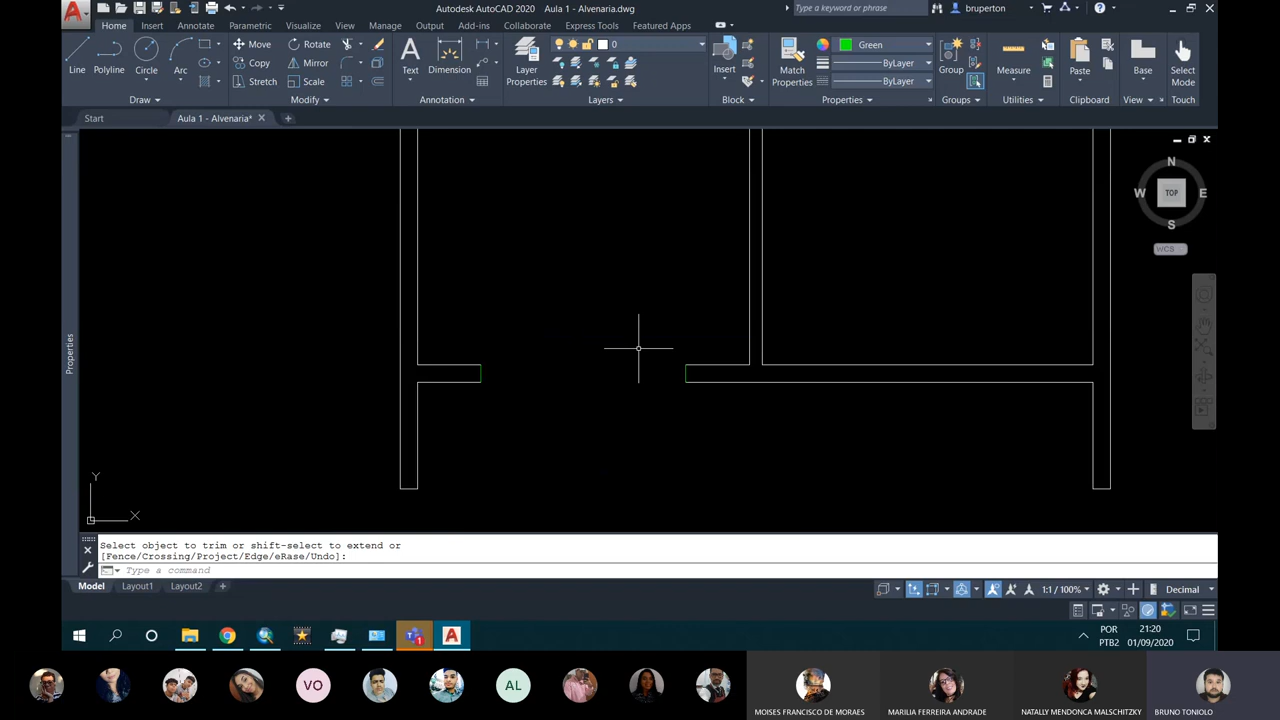 Autodesk AutoCAD 2020 Aula 1 - Alvenaria.dwg
Type a keyword or phrase
bruperton
Home Insert Annotate Parametric Visualize View Manage Output Add-ins Collaborate Express Tools Featured Apps
Line Polyline Circle Arc
Move Rotate
Copy Mirror
Stretch Scale
Text Dimension
Layer Properties
0
Insert
Match Properties
Green
ByLayer
ByLayer
Group
Measure
Paste
Base
Select Mode
Draw Modify Annotation Layers Block Properties Groups Utilities Clipboard View Touch
Start Aula 1 - Alvenaria*
N
W TOP E
S
WCS
Properties
Y
X
Select object to trim or shift-select to extend or
[Fence/Crossing/Project/Edge/eRase/Undo]:
Type a command
Model Layout1 Layout2
1:1 / 100% Decimal
POR 21:20
PTB2 01/09/2020
1
VO AL
MOISES FRANCISCO DE MORAES MARILIA FERREIRA ANDRADE NATALLY MENDONCA MALSCHITZKY BRUNO TONIOLO